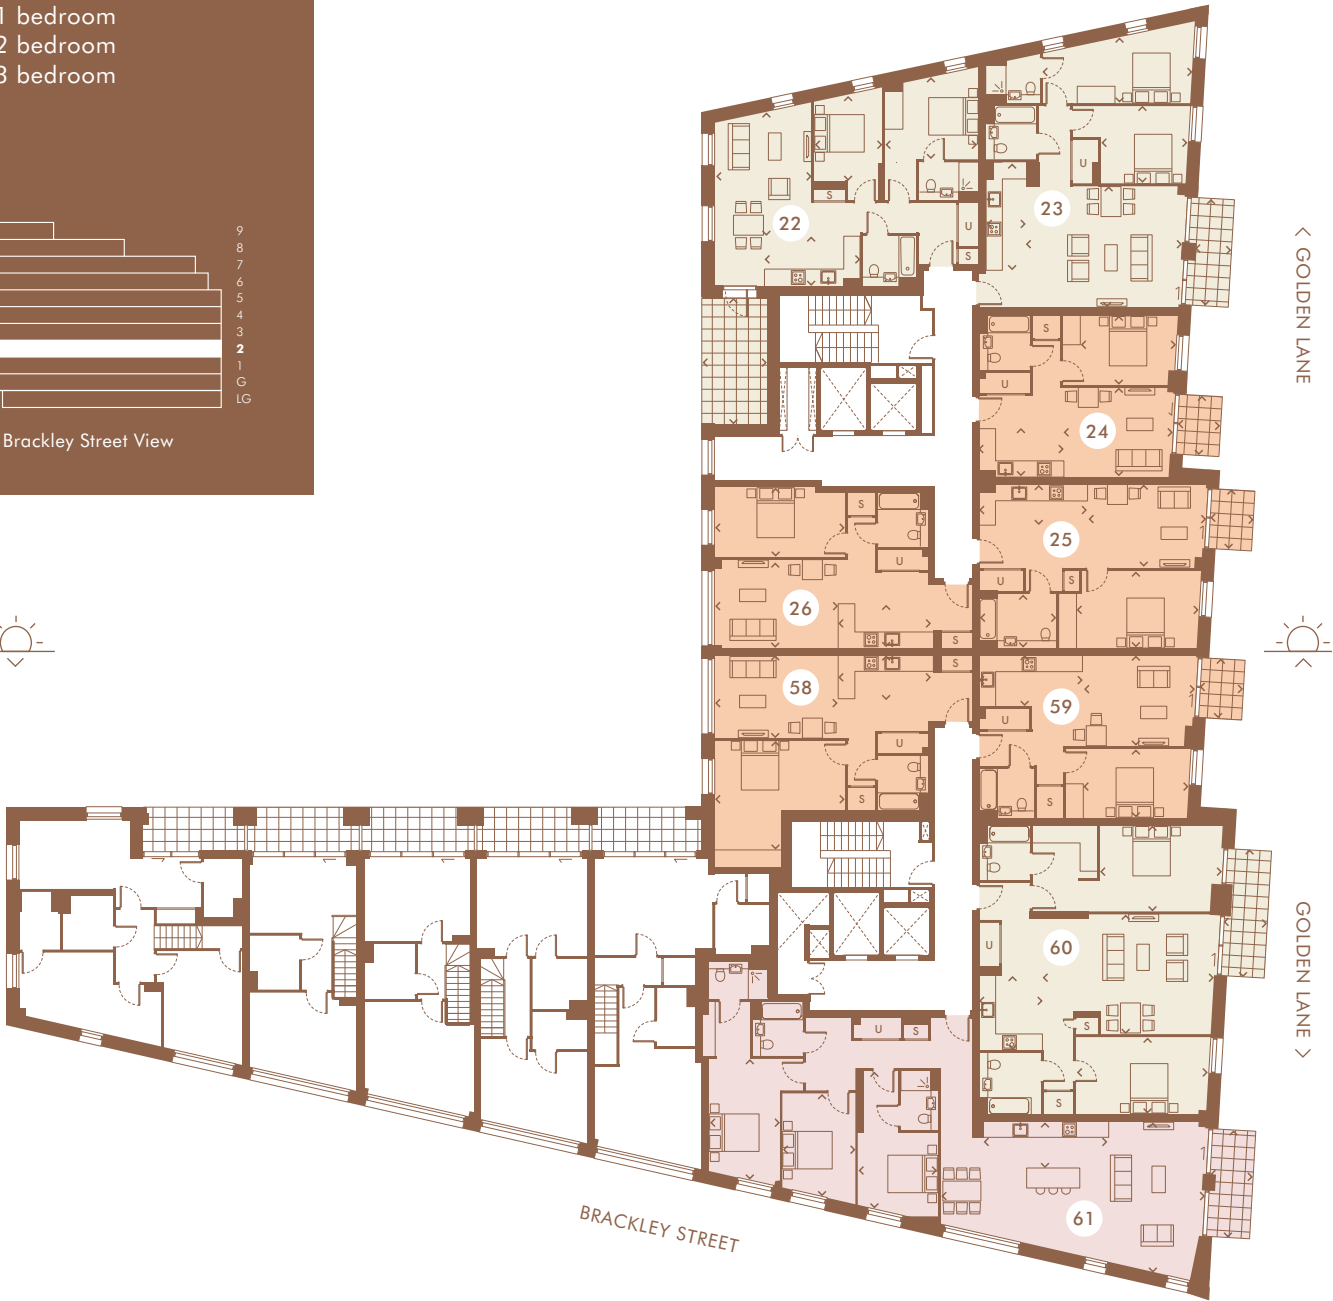 1 bedroom
2 bedroom
3 bedroom
9
8
7
6
5
4
3
2
1
G
LG
Brackley Street View
22
S
U
S
23
U
< GOLDEN LANE
S
U
24
25
U
S
S
U
26
S
S
58
U
S
59
U
S
60
U
S
S
GOLDEN LANE >
U
S
61
BRACKLEY STREET